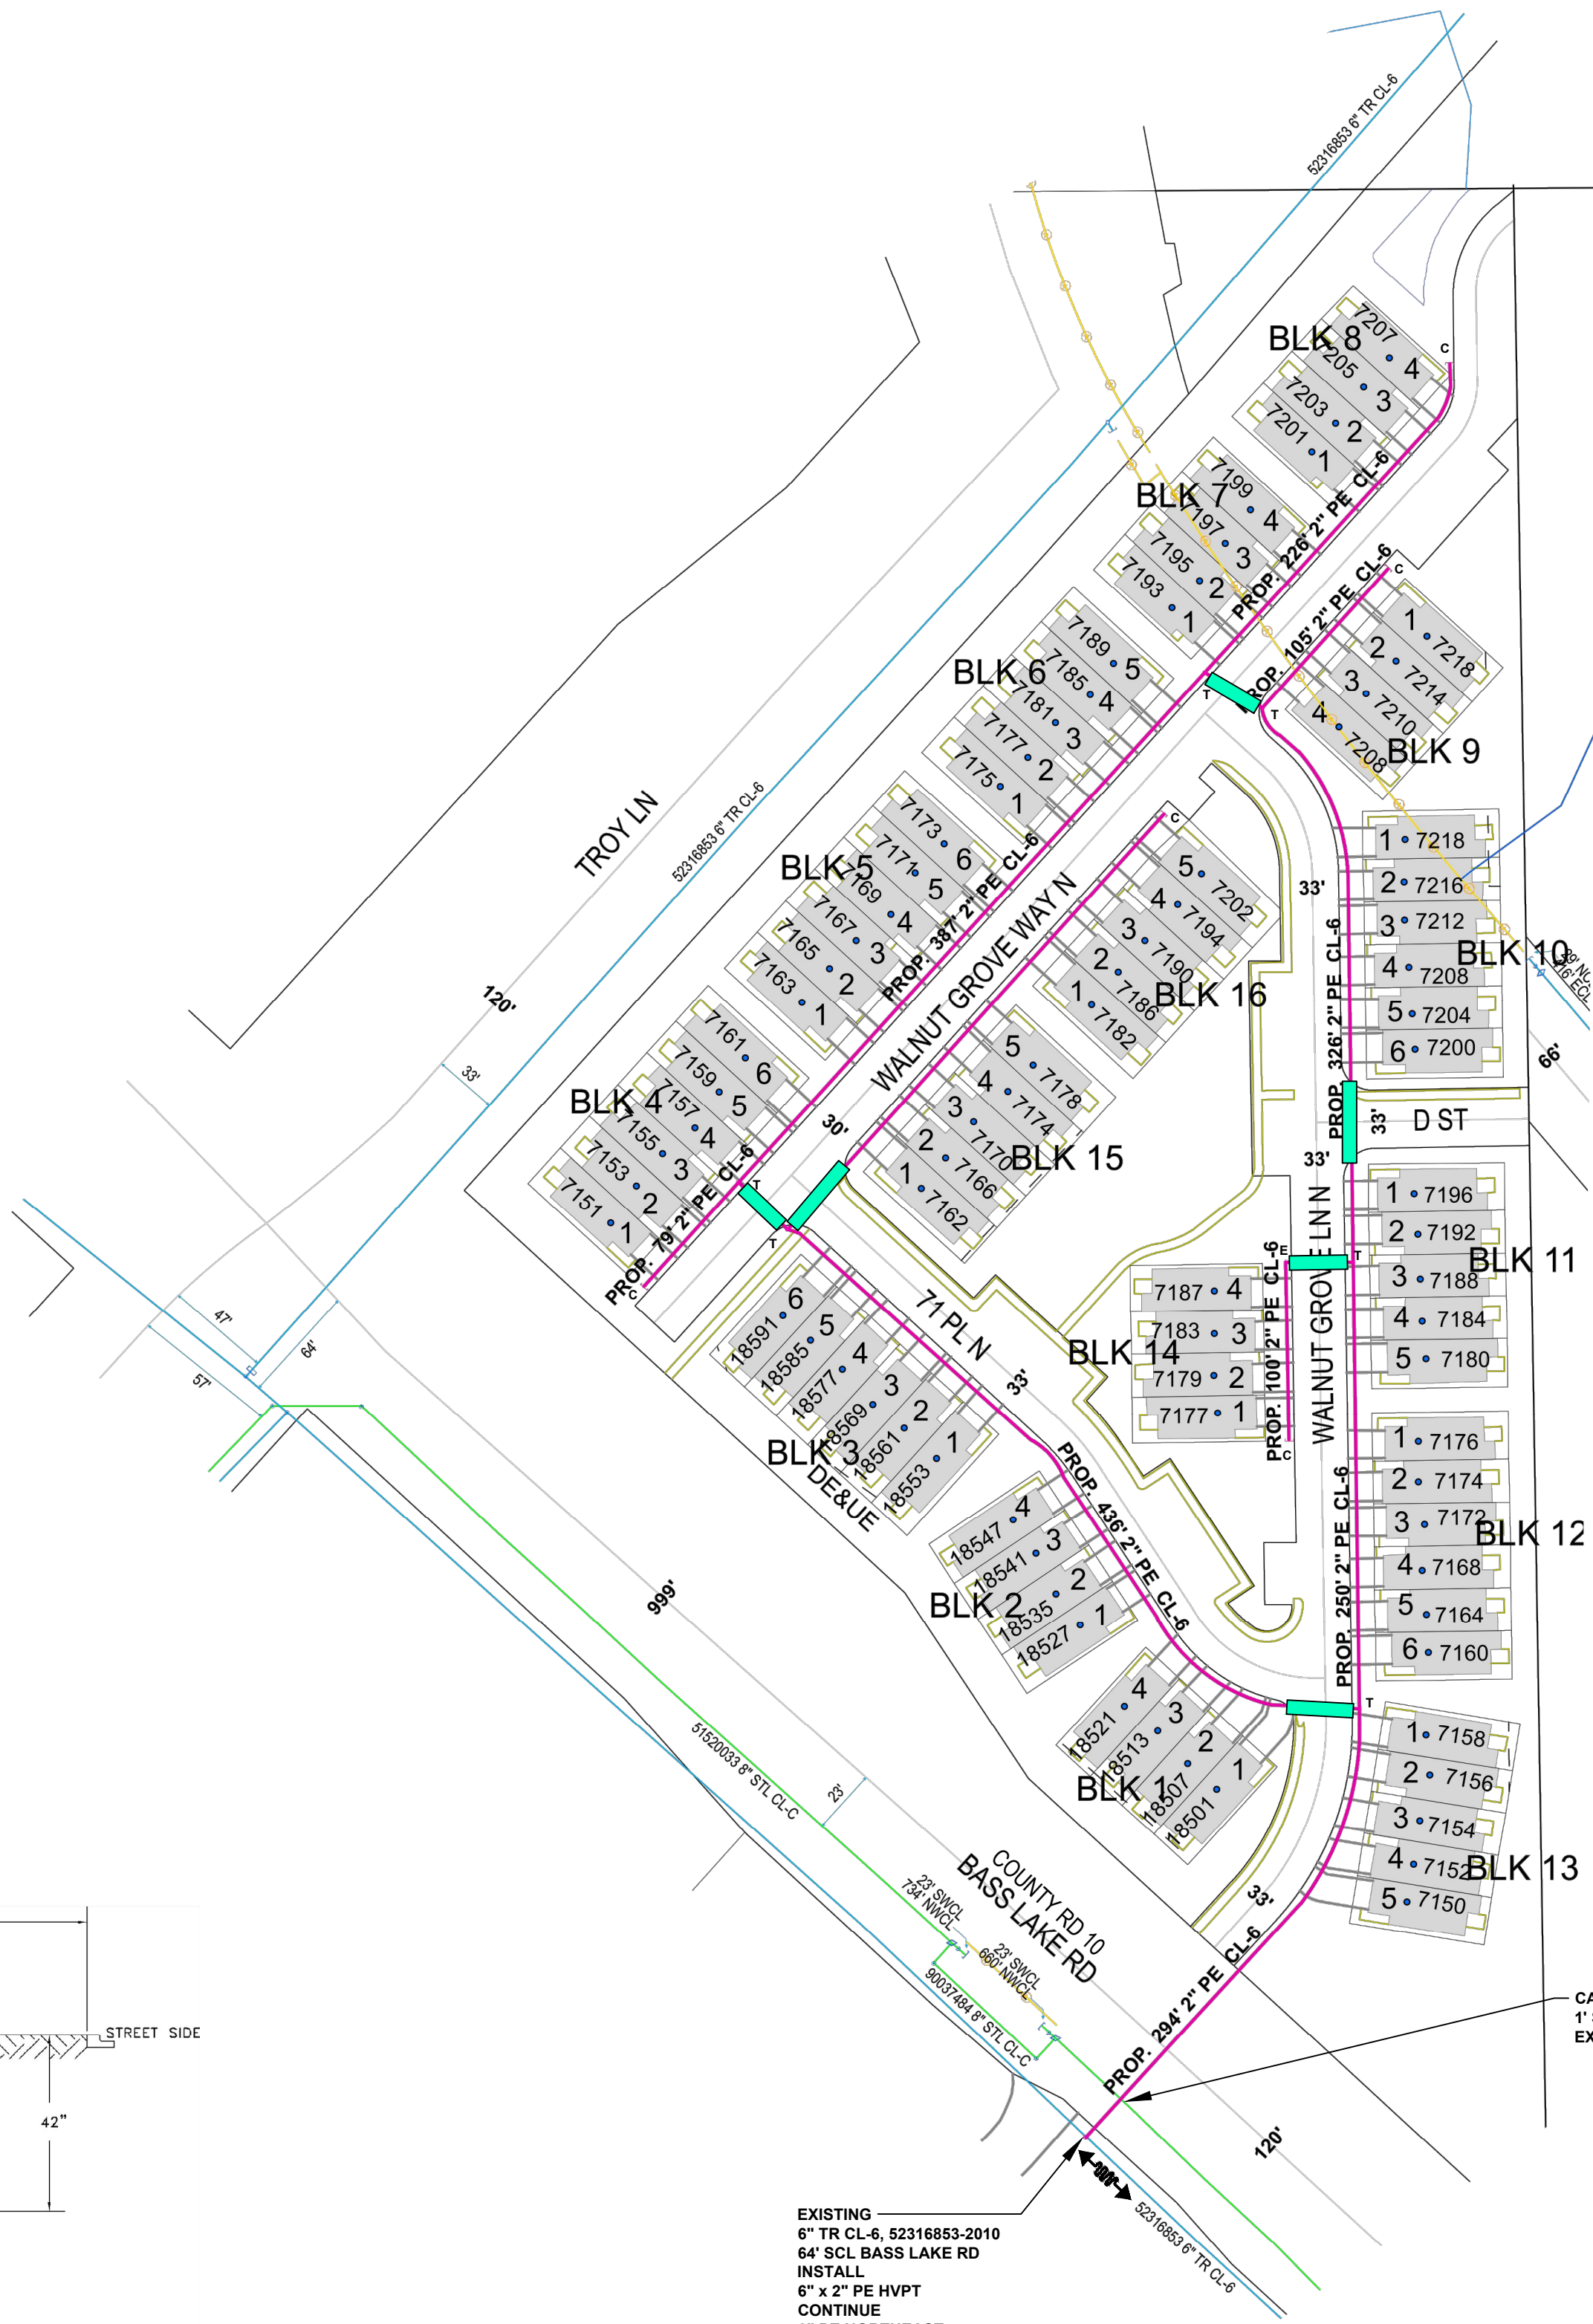 52316853 6" TR CL-6
BLK 8
7207 4
7205 3
7203 2
7201 1
C
PROP. 226' 2" PE CL-6
BLK 7
7199 4
7197 3
7195 2
7193 1
PROP. 105' 2" PE CL-6
C
T
T
1 7218
2 7214
3 7210
4 7208
BLK 9
BLK 6
7189 5
7185 4
7181 3
7177 2
7175 1
TROY LN
52316853 6" TR CL-6
BLK 5
7173 6
7171 5
7169 4
7167 3
7165 2
7163 1
PROP. 387' 2" PE CL-6
WALNUT GROVE WAY N
C
5 7202
4 7194
3 7190
2 7186
1 7182
BLK 16
33'
1 7218
2 7216
3 7212
4 7208
5 7204
6 7200
BLK 10
PROP. 326' 2" PE CL-6
66'
120'
33'
BLK 4
7161 6
7159 5
7157 4
7155 3
7153 2
7151 1
PROP. 79' 2" PE CL-6
C
T
T
30'
5 7178
4 7174
3 7170
2 7166
1 7162
BLK 15
33'
D ST
33'
WALNUT GROVE LN N
1 7196
2 7192
3 7188
4 7184
5 7180
BLK 11
E
T
PROP. 100' 2" PE CL-6
C
7187 4
7183 3
7179 2
7177 1
BLK 14
71 PL N
33'
47'
64'
57'
18591 6
18585 5
18577 4
18569 3
18561 2
18553 1
BLK 3
DE&UE
PROP. 436' 2" PE CL-6
18547 4
18541 3
18535 2
18527 1
BLK 2
1 7176
2 7174
3 7172
4 7168
5 7164
6 7160
BLK 12
PROP. 250' 2" PE CL-6
T
999'
18521 4
18513 3
18507 2
18501 1
BLK 1
1 7158
2 7156
3 7154
4 7152
5 7150
BLK 13
33'
51520033 8" STL CL-C
23'
COUNTY RD 10
BASS LAKE RD
23' SWCL
734' NWCL
23' SWCL
660' NWCL
90037484 8" STL CL-C
PROP. 294' 2" PE CL-6
CA
1'
EX
120'
STREET SIDE
42"
52316853 6" TR CL-6
EXISTING
6" TR CL-6, 52316853-2010
64' SCL BASS LAKE RD
INSTALL
6" x 2" PE HVPT
CONTINUE